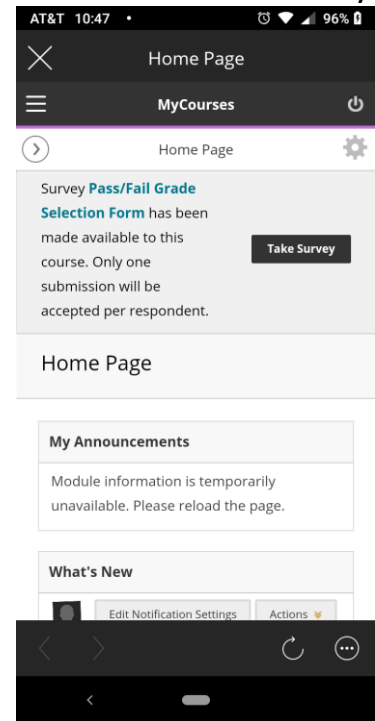 AT&T 10:47 • 96%
Home Page
MyCourses
Home Page
Survey Pass/Fail Grade
Selection Form has been
made available to this
course. Only one
submission will be
accepted per respondent.
Take Survey
Home Page
My Announcements
Module information is temporarily
unavailable. Please reload the page.
What's New
Edit Notification Settings
Actions